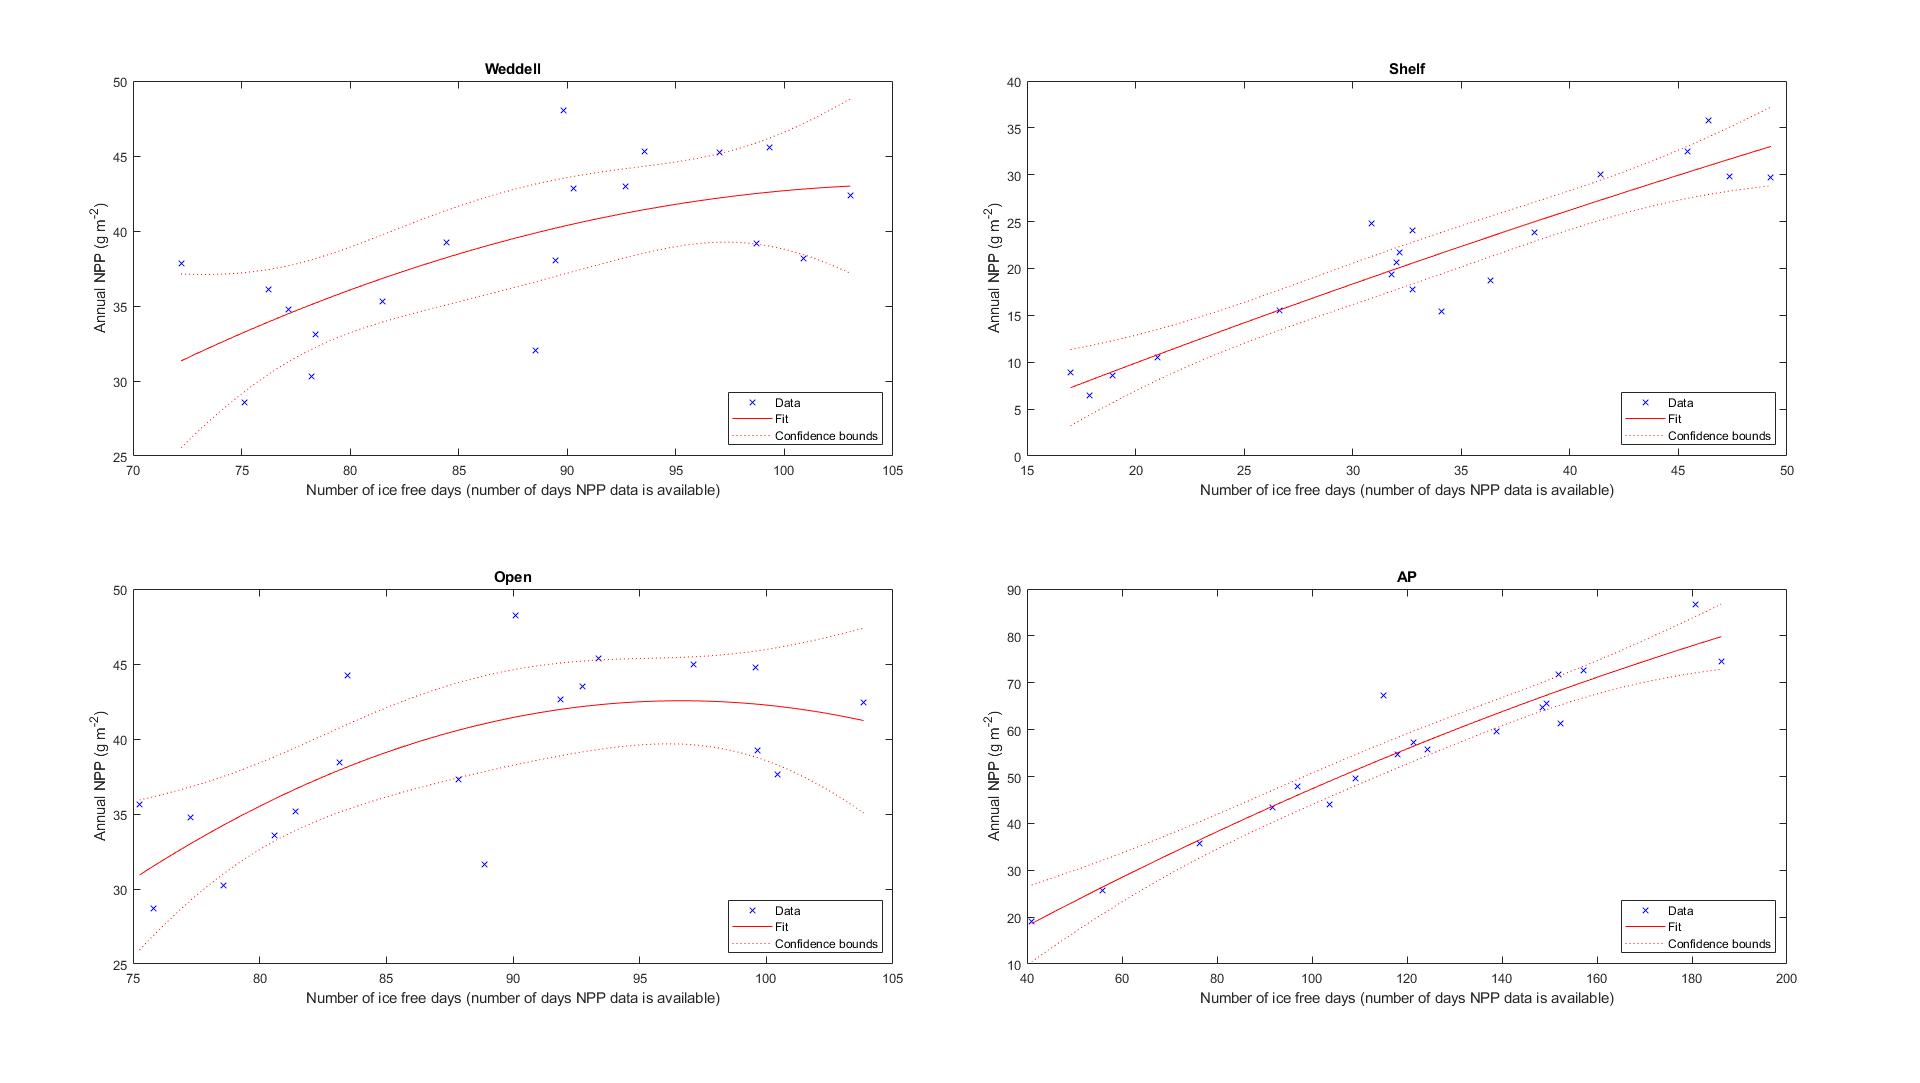 Weddell
50
45
40
35
30
25
Annual NPP (g m-2)
70 75 80 85 90 95 100 105
Number of ice free days (number of days NPP data is available)
Data
Fit
Confidence bounds
Shelf
40
35
30
25
20
15
10
5
0
Annual NPP (g m-2)
15 20 25 30 35 40 45 50
Number of ice free days (number of days NPP data is available)
Data
Fit
Confidence bounds
Open
50
45
40
35
30
25
Annual NPP (g m-2)
75 80 85 90 95 100 105
Number of ice free days (number of days NPP data is available)
Data
Fit
Confidence bounds
AP
90
80
70
60
50
40
30
20
10
Annual NPP (g m-2)
40 60 80 100 120 140 160 180 200
Number of ice free days (number of days NPP data is available)
Data
Fit
Confidence bounds